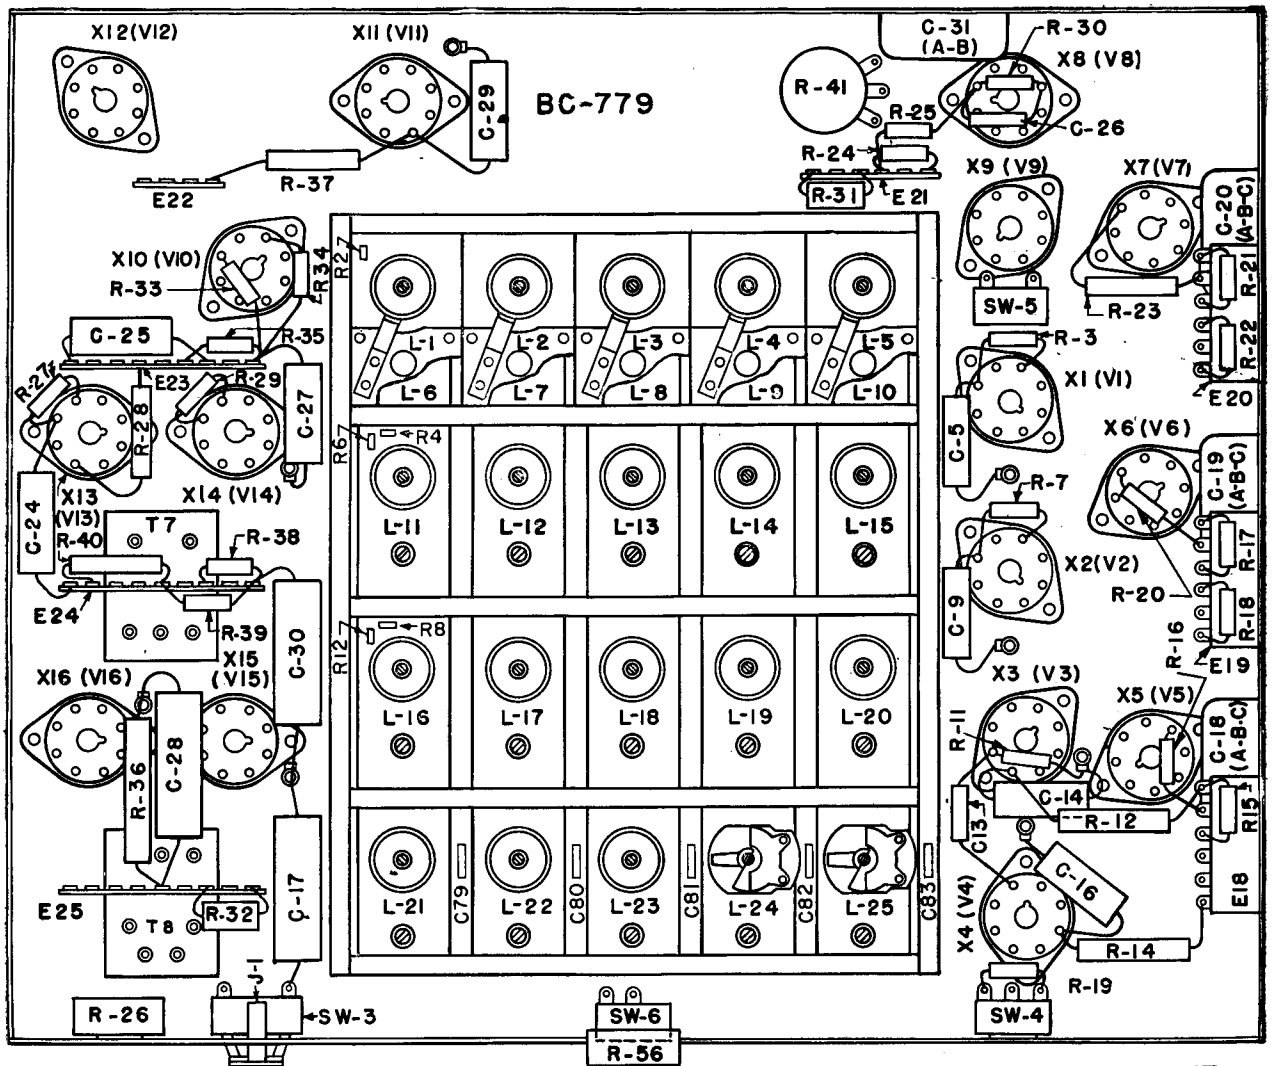 X12 (V12)
X11 (V11)
C-31
(A-B)
R-30
X8 (V8)
C-29
BC-779
R-41
R-25
C-26
R-24
R-37
E22
R-31
E21
X9 (V9)
X7 (V7)
C-20
(A-B-C)
X10 (V10)
R-33
R34
R2
R-21
SW-5
R-23
C-25
R-35
L-1
L-2
L-3
L-4
L-5
R-3
R-22
R-27
E23
R-29
X1 (V1)
L-6
L-7
L-8
L-9
L-10
E20
R-28
C-27
R6
R4
C-5
X6 (V6)
C-19
(A-B-C)
C-24
X13
(V13)
X14 (V14)
R-7
T7
L-11
L-12
L-13
L-14
L-15
R-40
R-38
R-17
X2 (V2)
R-20
C-9
R-18
E24
R-39
C-30
R12
R8
R-16
E19
X16 (V16)
X15
(V15)
X3 (V3)
X5 (V5)
L-16
L-17
L-18
L-19
L-20
R-11
C-18
(A-B-C)
R-36
C-28
C-14
C13
R-12
R15
C-17
C-16
E25
R-32
T8
L-21
C79
L-22
C80
L-23
C81
L-24
C82
L-25
C83
X4 (V4)
E18
R-14
J-1
R-19
R-26
SW-3
SW-6
SW-4
R-56